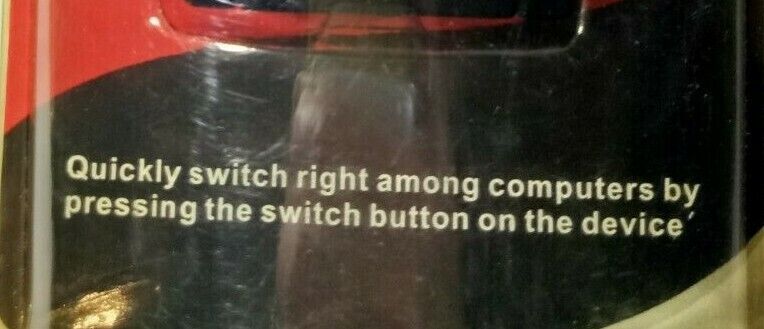 Quickly switch right among computers by
pressing the switch button on the device